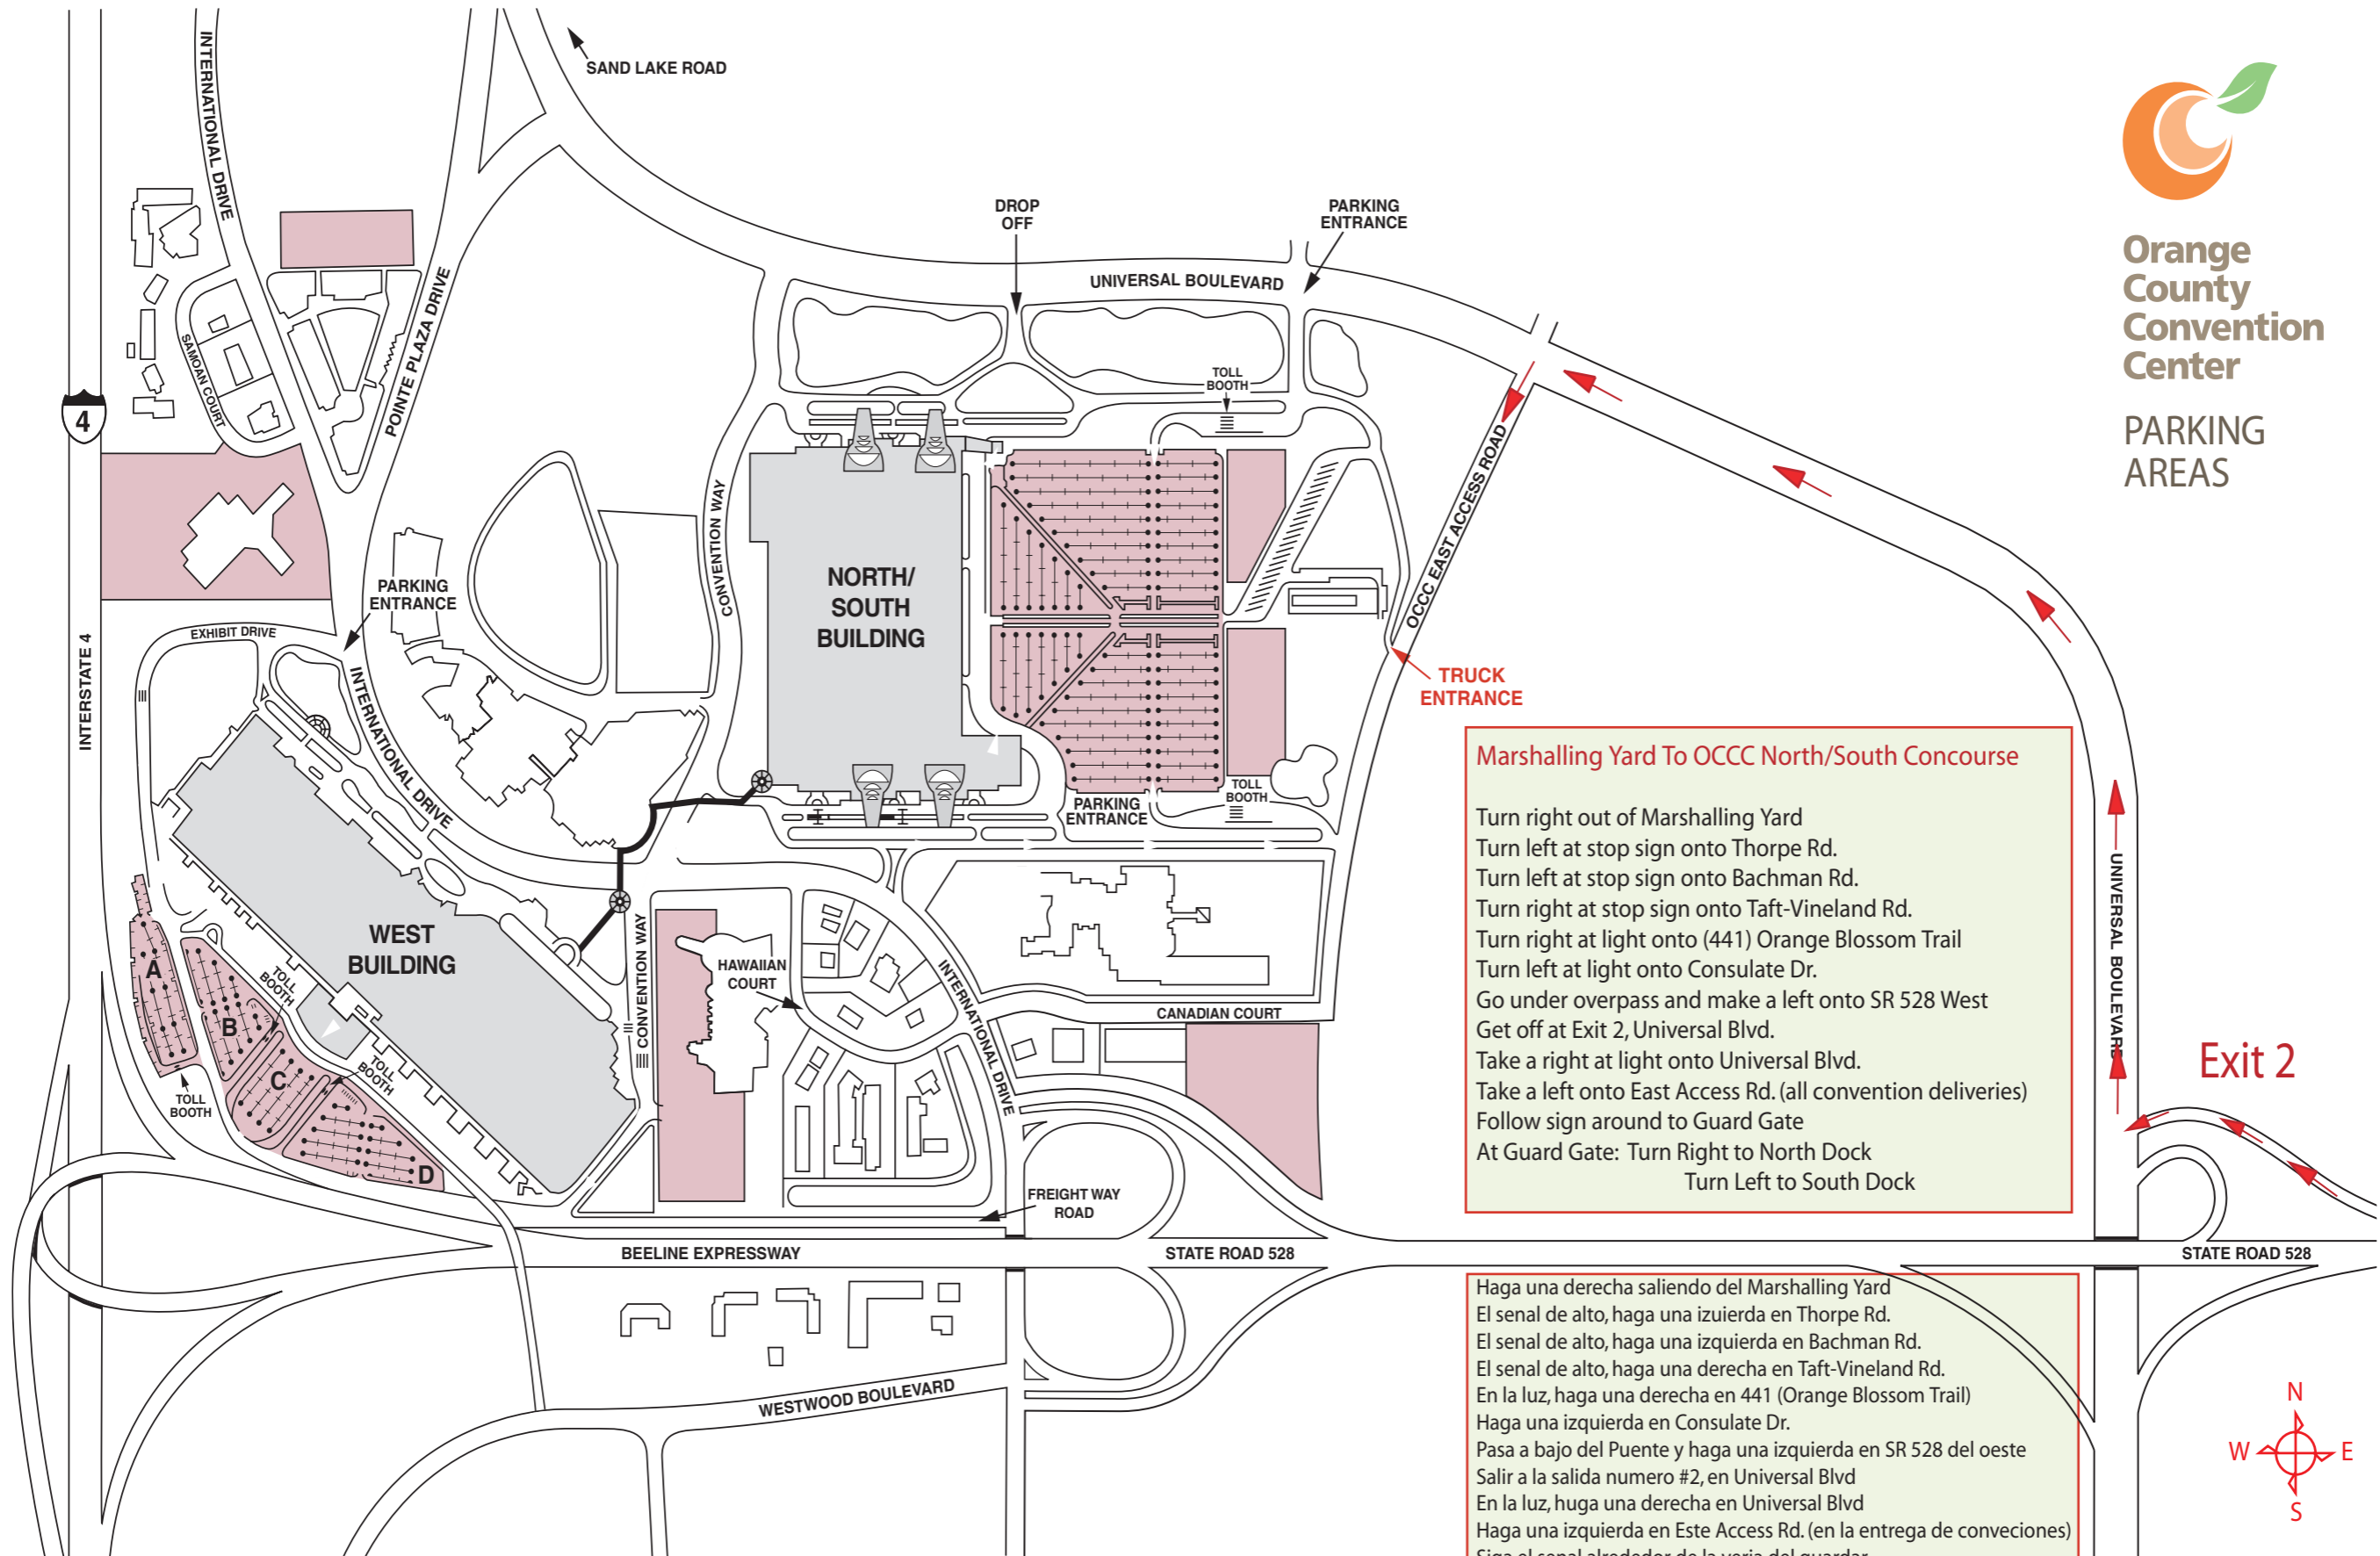 SAND LAKE ROAD
INTERNATIONAL DRIVE
Orange
County
Convention
Center
PARKING
AREAS
DROP
OFF
PARKING
ENTRANCE
UNIVERSAL BOULEVARD
POINTE PLAZA DRIVE
SAMOAN COURT
TOLL
BOOTH
4
OCCC EAST ACCESS ROAD
CONVENTION WAY
NORTH/
SOUTH
BUILDING
PARKING
ENTRANCE
EXHIBIT DRIVE
INTERSTATE 4
INTERNATIONAL DRIVE
TRUCK
ENTRANCE
TOLL
BOOTH
PARKING
ENTRANCE
Marshalling Yard To OCCC North/South Concourse
Turn right out of Marshalling Yard
Turn left at stop sign onto Thorpe Rd.
Turn left at stop sign onto Bachman Rd.
Turn right at stop sign onto Taft-Vineland Rd.
Turn right at light onto (441) Orange Blossom Trail
Turn left at light onto Consulate Dr.
Go under overpass and make a left onto SR 528 West
Get off at Exit 2, Universal Blvd.
Take a right at light onto Universal Blvd.
Take a left onto East Access Rd. (all convention deliveries)
Follow sign around to Guard Gate
At Guard Gate: Turn Right to North Dock
Turn Left to South Dock
UNIVERSAL BOULEVARD
Exit 2
WEST
BUILDING
A
B
C
D
TOLL
BOOTH
TOLL
BOOTH
TOLL
BOOTH
CONVENTION WAY
HAWAIIAN
COURT
INTERNATIONAL DRIVE
CANADIAN COURT
FREIGHT WAY
ROAD
BEELINE EXPRESSWAY
STATE ROAD 528
STATE ROAD 528
WESTWOOD BOULEVARD
Haga una derecha saliendo del Marshalling Yard
El senal de alto, haga una izuierda en Thorpe Rd.
El senal de alto, haga una izquierda en Bachman Rd.
El senal de alto, haga una derecha en Taft-Vineland Rd.
En la luz, haga una derecha en 441 (Orange Blossom Trail)
Haga una izquierda en Consulate Dr.
Pasa a bajo del Puente y haga una izquierda en SR 528 del oeste
Salir a la salida numero #2, en Universal Blvd
En la luz, huga una derecha en Universal Blvd
Haga una izquierda en Este Access Rd. (en la entrega de conveciones)
Siga el senal alrededor de la veria del guardar
N
W E
S